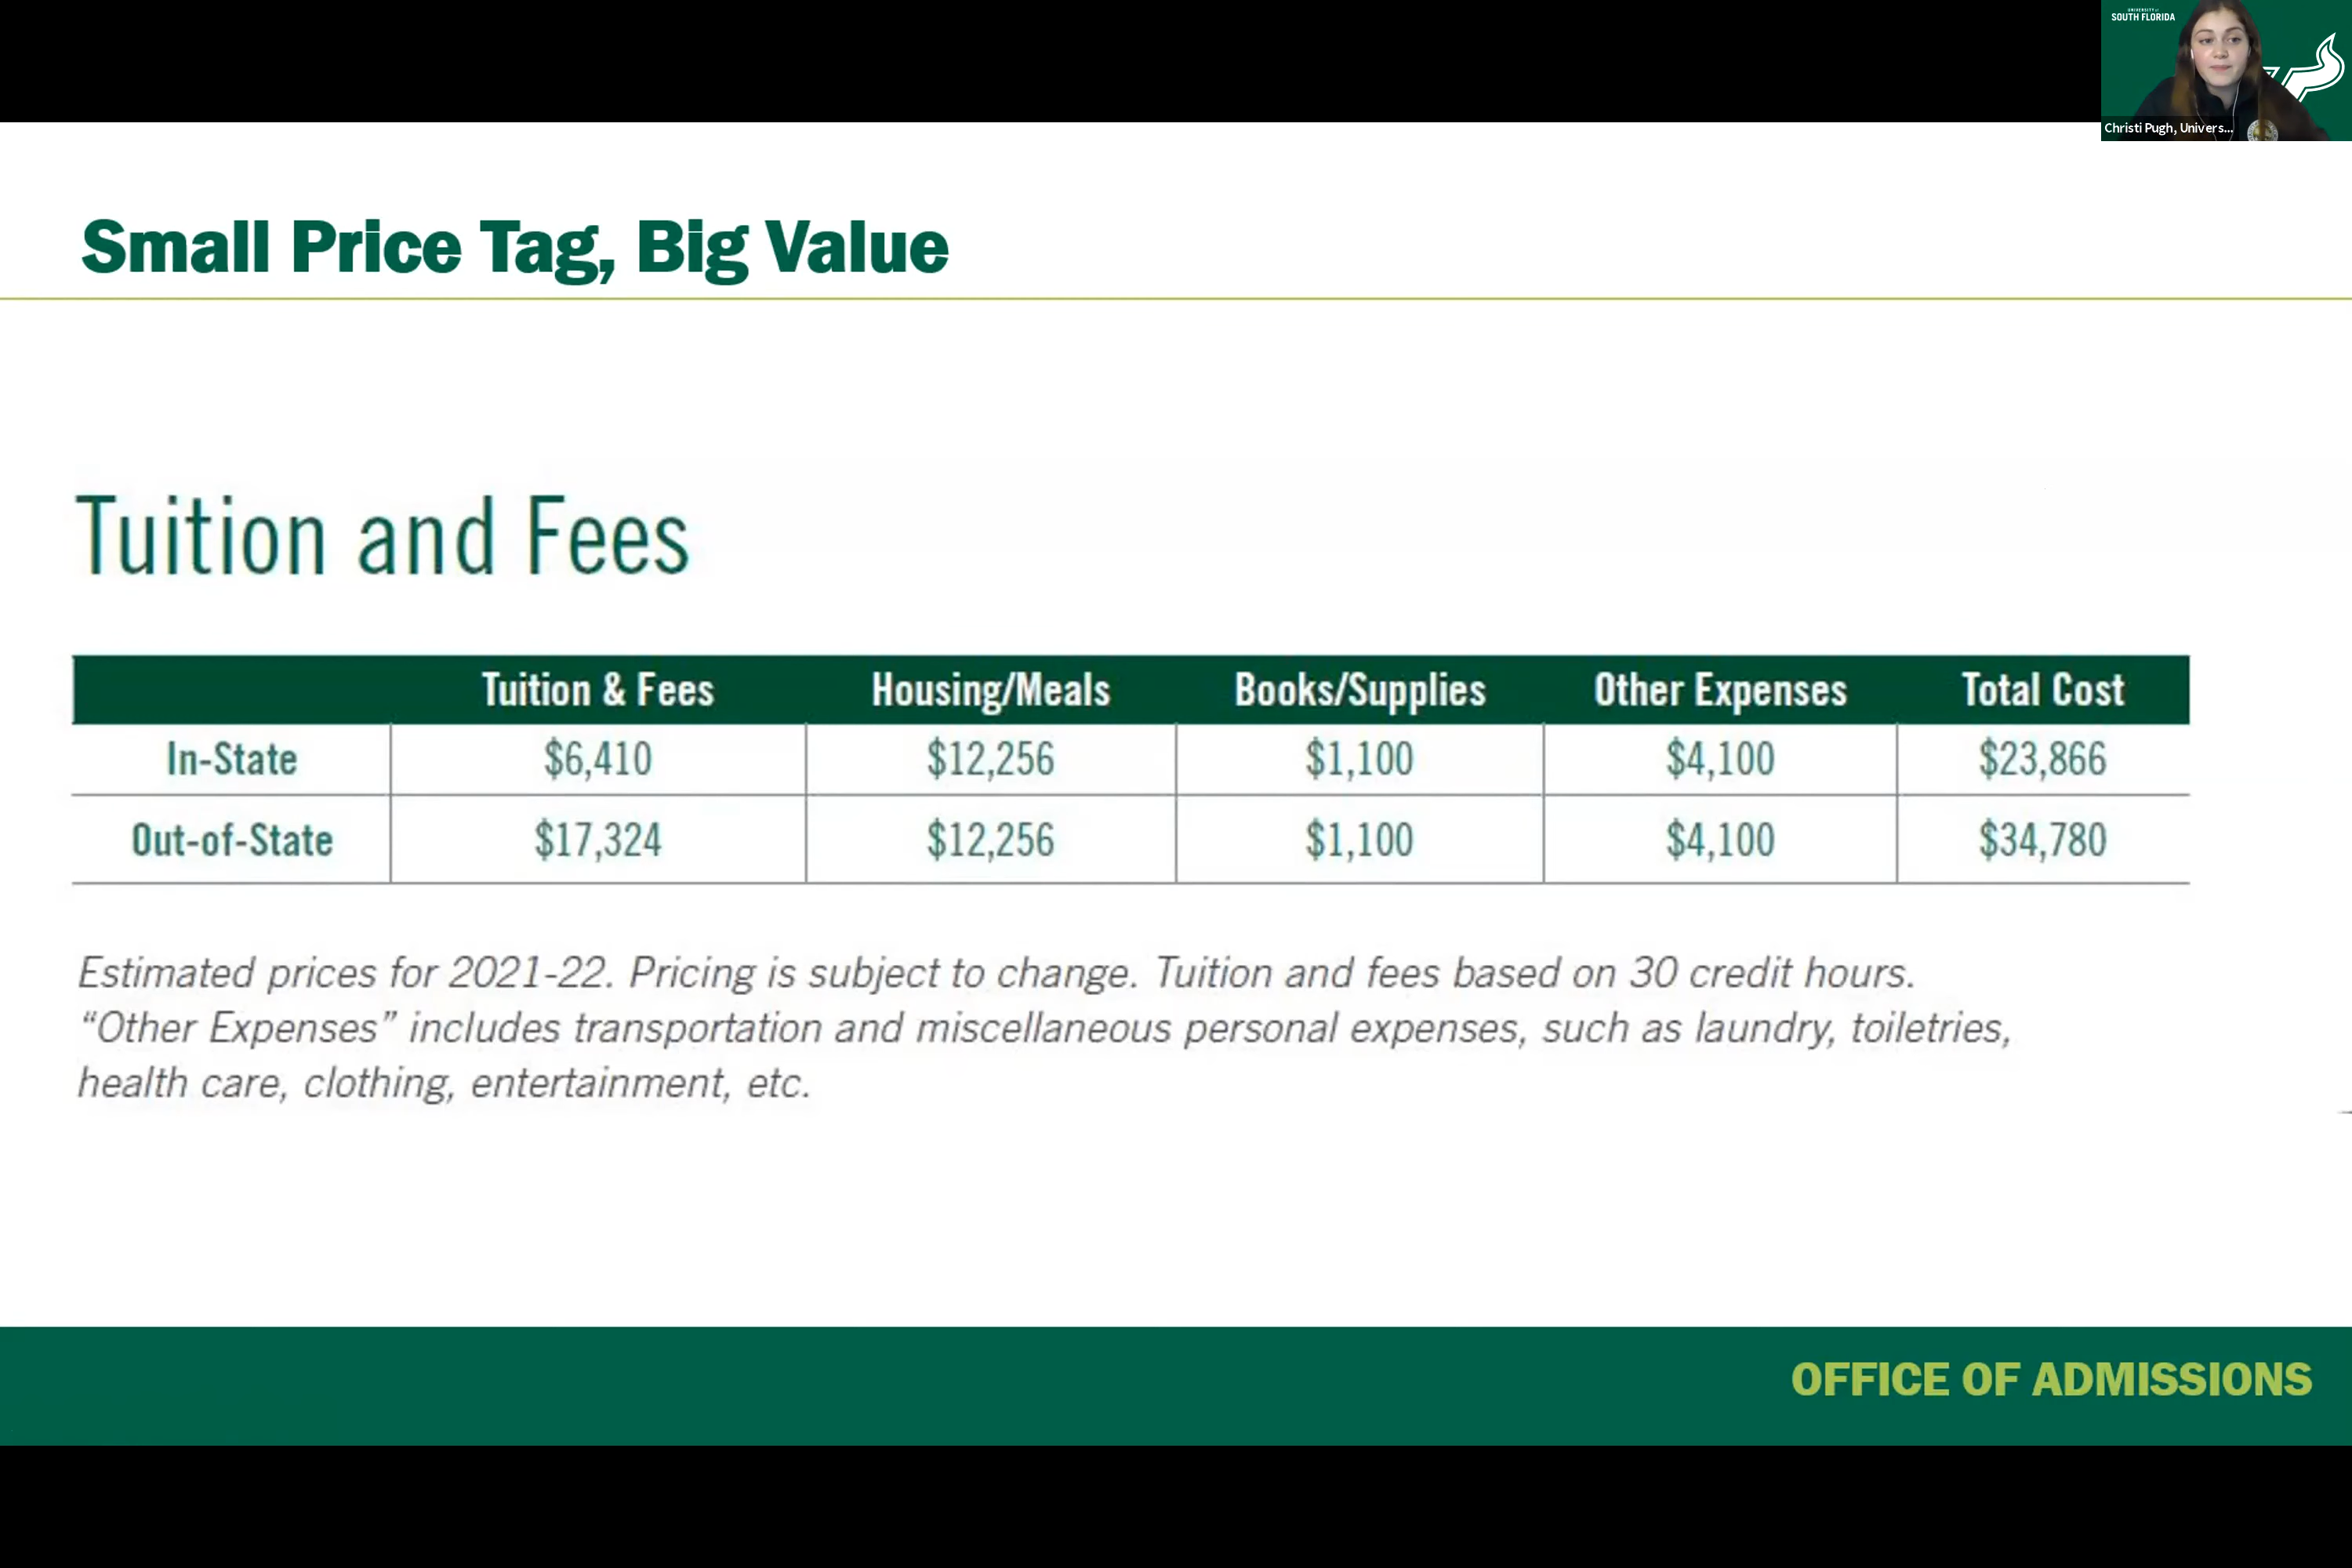 UNIVERSITY of
SOUTH FLORIDA
Christi Pugh, Univers...
Small Price Tag, Big Value
Tuition and Fees
Tuition & Fees Housing/Meals Books/Supplies Other Expenses Total Cost
In-State $6,410 $12,256 $1,100 $4,100 $23,866
Out-of-State $17,324 $12,256 $1,100 $4,100 $34,780
Estimated prices for 2021-22. Pricing is subject to change. Tuition and fees based on 30 credit hours.
“Other Expenses” includes transportation and miscellaneous personal expenses, such as laundry, toiletries,
health care, clothing, entertainment, etc.
OFFICE OF ADMISSIONS